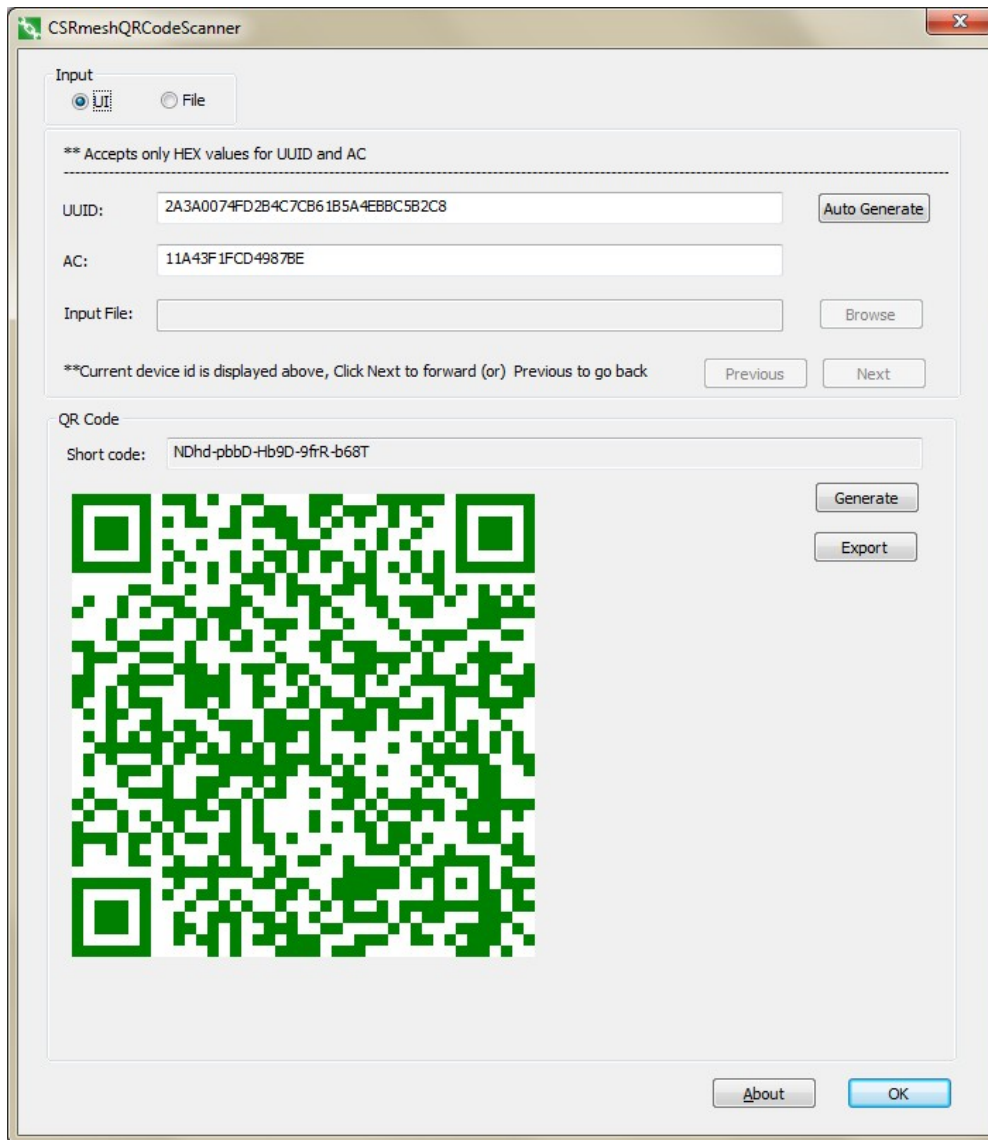 CSRmeshQRCodeScanner
Input
UI File
** Accepts only HEX values for UUID and AC
UUID: 2A3A0074FD2B4C7CB61B5A4EBBC5B2C8 Auto Generate
AC: 11A43F1FCD4987BE
Input File: Browse
**Current device id is displayed above, Click Next to forward (or) Previous to go back Previous Next
QR Code
Short code: NDhd-pbbD-Hb9D-9frR-b68T
Generate
Export
About OK